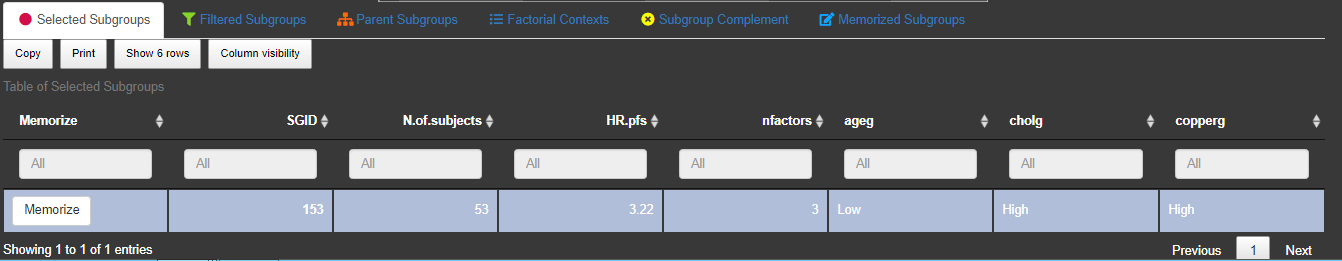 Selected Subgroups Filtered Subgroups Parent Subgroups Factorial Contexts Subgroup Complement Memorized Subgroups
Copy Print Show 6 rows Column visibility
Table of Selected Subgroups
Memorize SGID N.of.subjects HR.pfs nfactors ageg cholg copperg
All All All All All All All All
Memorize 153 53 3.22 3 Low High High
Showing 1 to 1 of 1 entries Previous 1 Next